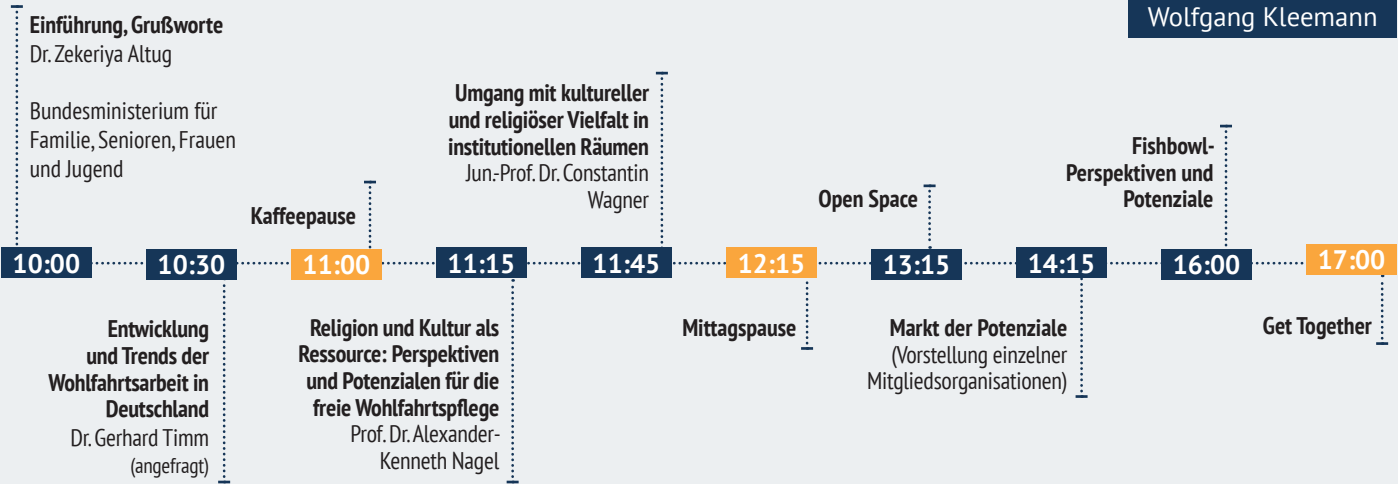 Wolfgang Kleemann
10:00
Einführung, Grußworte
Dr. Zekeriya Altug
Bundesministerium für
Familie, Senioren, Frauen
und Jugend
10:30
Entwicklung
und Trends der
Wohlfahrtsarbeit in
Deutschland
Dr. Gerhard Timm
(angefragt)
11:00
Kaffeepause
11:15
Religion und Kultur als
Ressource: Perspektiven
und Potenzialen für die
freie Wohlfahrtspflege
Prof. Dr. Alexander-
Kenneth Nagel
11:45
Umgang mit kultureller
und religiöser Vielfalt in
institutionellen Räumen
Jun.-Prof. Dr. Constantin
Wagner
12:15
Mittagspause
13:15
Open Space
14:15
Markt der Potenziale
(Vorstellung einzelner
Mitgliedsorganisationen)
16:00
Fishbowl-
Perspektiven und
Potenziale
17:00
Get Together